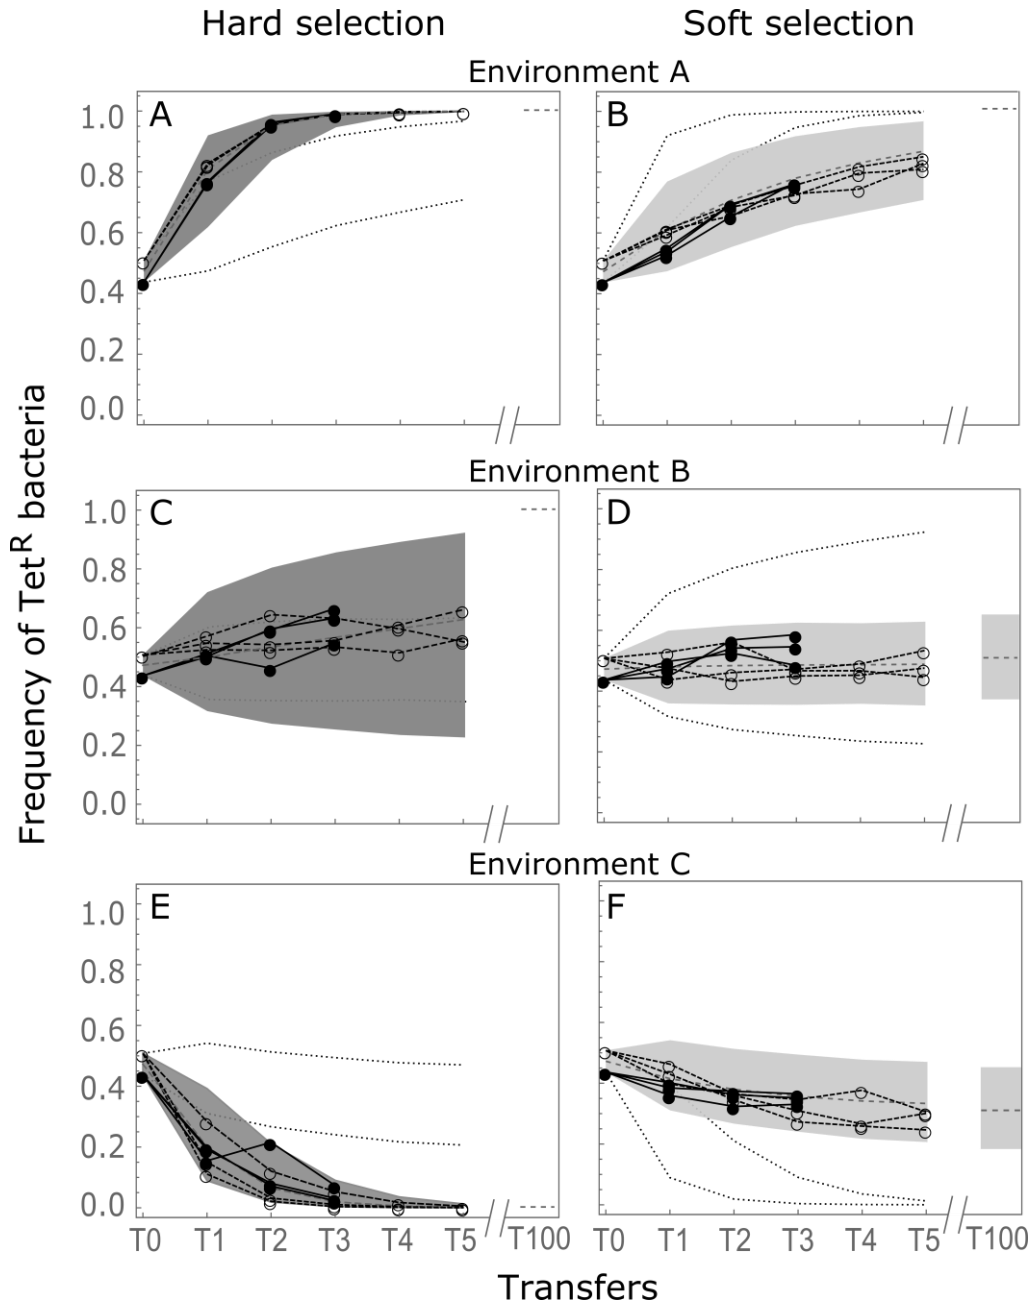 Hard selection
Soft selection
Environment A
A
B
1.0
0.8
0.6
0.4
0.2
0.0
Environment B
C
D
1.0
0.8
0.6
0.4
0.2
0.0
Environment C
E
F
1.0
0.8
0.6
0.4
0.2
0.0
Frequency of Tet^R bacteria
T0 T1 T2 T3 T4 T5 T100
T0 T1 T2 T3 T4 T5 T100
Transfers